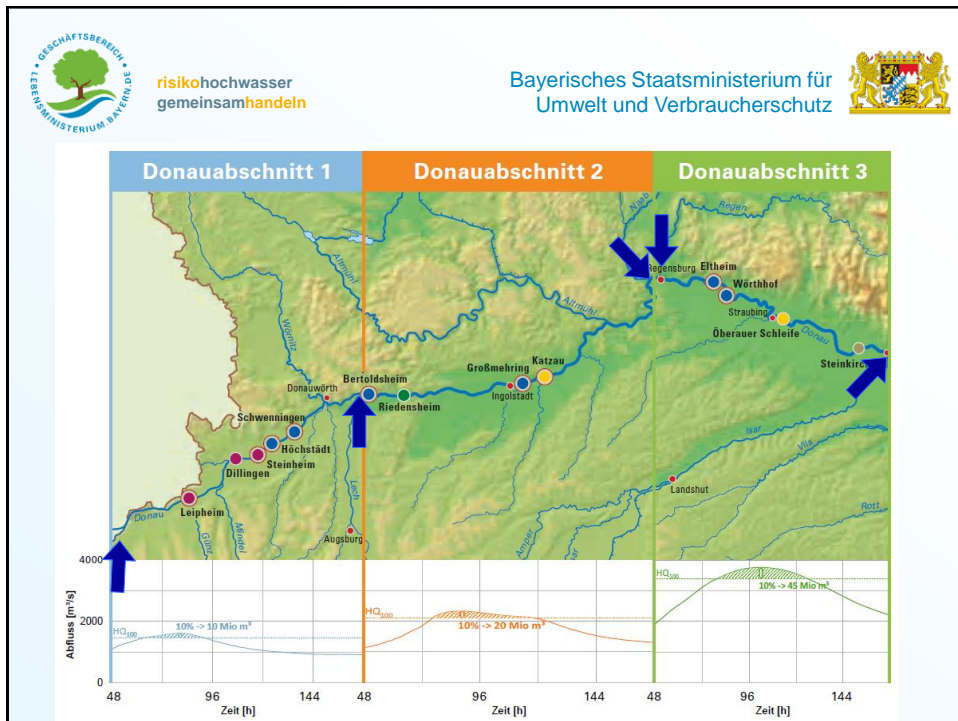 GESCHÄFTSBEREICH
LEBENSMINISTERIUM BAYERN.DE
risikohochwasser
gemeinsamhandeln
Bayerisches Staatsministerium für
Umwelt und Verbraucherschutz
Donauabschnitt 1
Donauabschnitt 2
Donauabschnitt 3
Naab
Regen
Altmühl
Regensburg
Eltheim
Wörthhof
Altmühl
Straubing
Öberauer Schleife
Donau
Wörnitz
Steinkirc
Großmehring
Katzau
Bertoldsheim
Ingolstadt
Donauwörth
Riedensheim
Schwenningen
Höchstädt
Steinheim
Dillingen
Isar
Vils
Lech
Landshut
Leipheim
Donau
Günz
Mindel
Augsburg
Amper
Rott
4000
2000
0
Abfluss [m³/s]
HQ100
10% -> 10 Mio m³
HQ100
10% -> 20 Mio m³
HQ100
10% -> 45 Mio m³
48 96 144 48 96 144 48 96 144
Zeit [h] Zeit [h] Zeit [h]